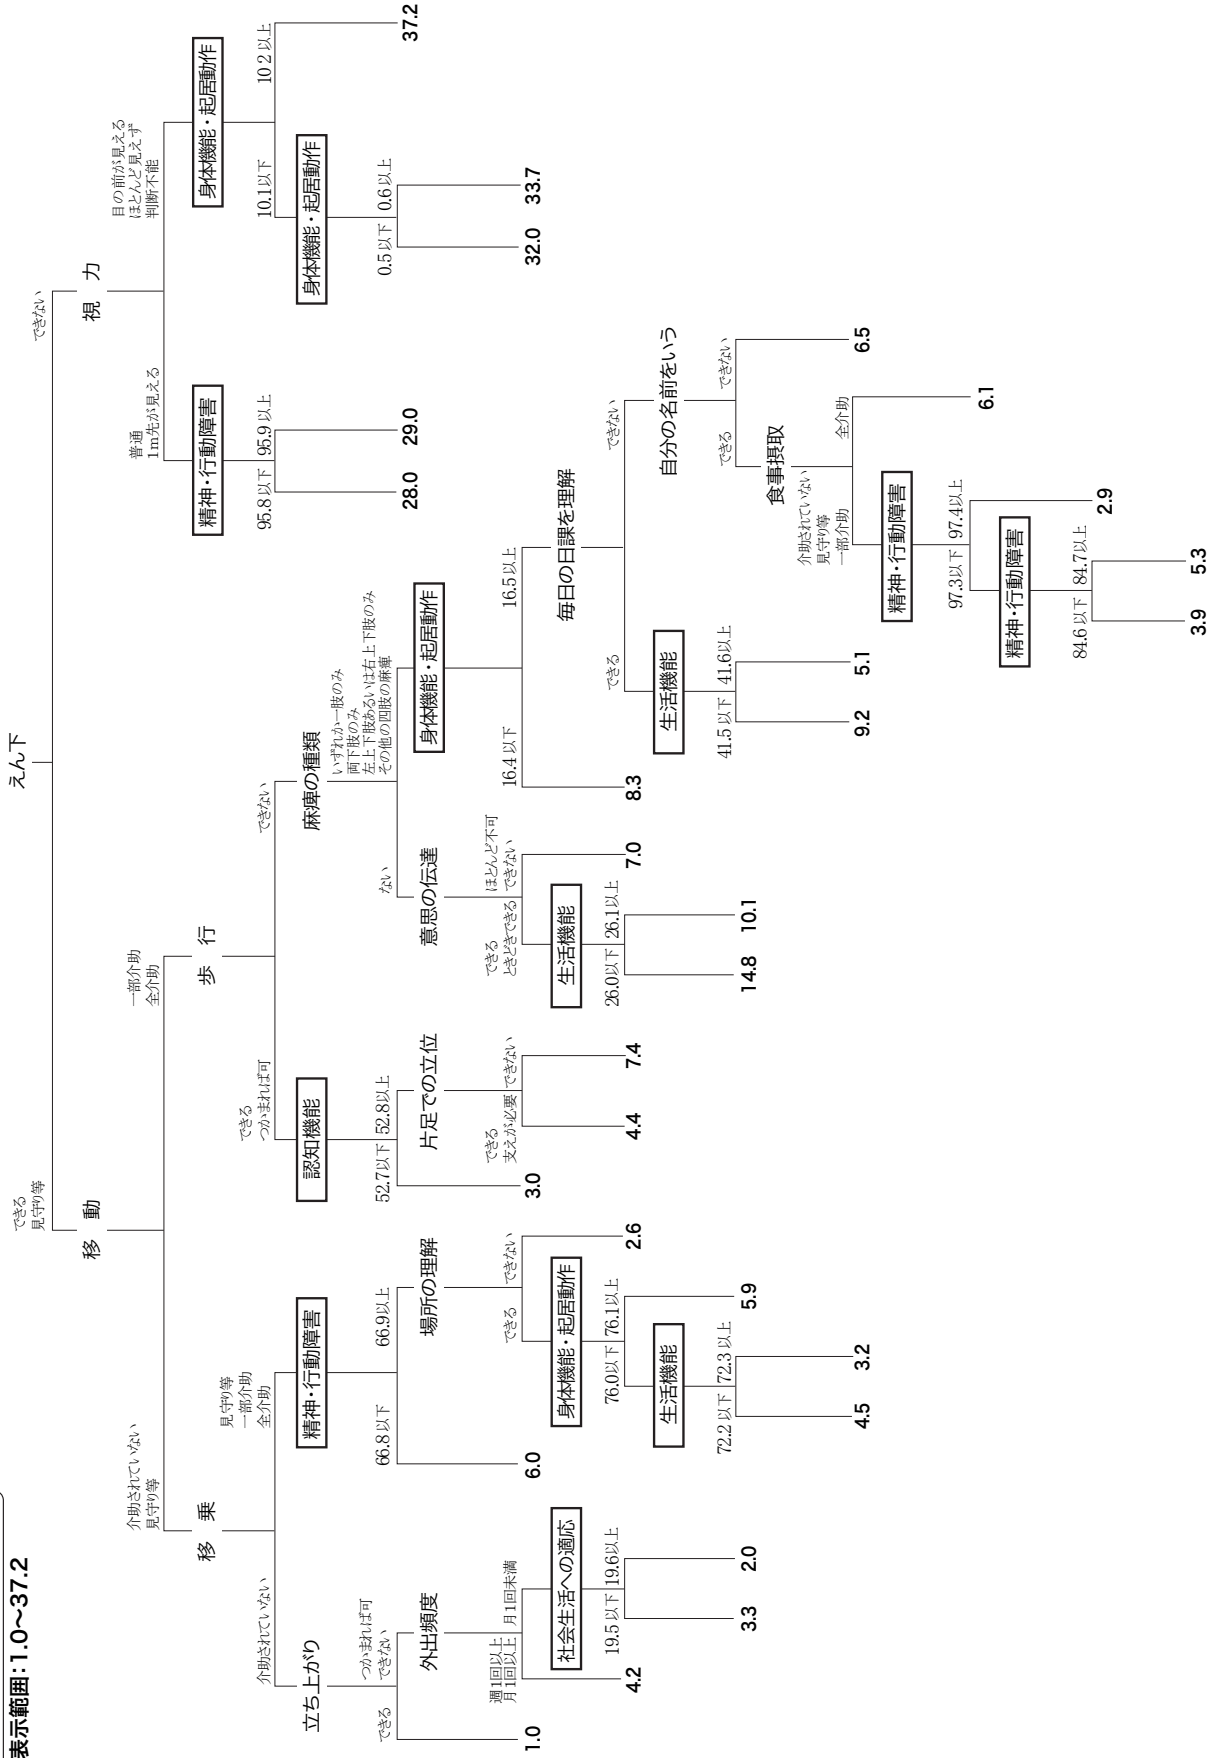 表示範囲：1.0～37.2
えん下
できる
見守り等
できない
移動
介助されていない
見守り等
一部介助
全介助
視力
普通
1m先が見える
目の前が見える
ほとんど見えず
判断不能
移乗
介助されていない
見守り等
一部介助
全介助
歩行
できる
つかまれば可
できない
精神・行動障害
95.8以下
95.9以上
28.0
29.0
身体機能・起居動作
10.1以下
10 2以上
37.2
身体機能・起居動作
0.5以下
0.6以上
32.0
33.7
立ち上がり
できる
つかまれば可
できない
1.0
外出頻度
週1回以上
月1回以上
月1回未満
4.2
社会生活への適応
19.5以下
19.6以上
3.3
2.0
精神・行動障害
66.8以下
66.9以上
6.0
場所の理解
できる
できない
2.6
身体機能・起居動作
76.0以下
76.1以上
5.9
生活機能
72.2以下
72.3以上
4.5
3.2
認知機能
52.7以下
52.8以上
3.0
片足での立位
できる
支えが必要
できない
4.4
7.4
麻痺の種類
ない
いずれか一肢のみ
両下肢のみ
左上下肢あるいは右上下肢のみ
その他の四肢の麻痺
意思の伝達
できる
ときどきできる
ほとんど不可
できない
7.0
生活機能
26.0以下
26.1以上
14.8
10.1
身体機能・起居動作
16.4以下
16.5以上
8.3
毎日の日課を理解
できる
できない
生活機能
41.5以下
41.6以上
9.2
5.1
自分の名前をいう
できる
できない
6.5
食事摂取
介助されていない
見守り等
一部介助
全介助
6.1
精神・行動障害
97.3以下
97.4以上
2.9
精神・行動障害
84.6以下
84.7以上
3.9
5.3